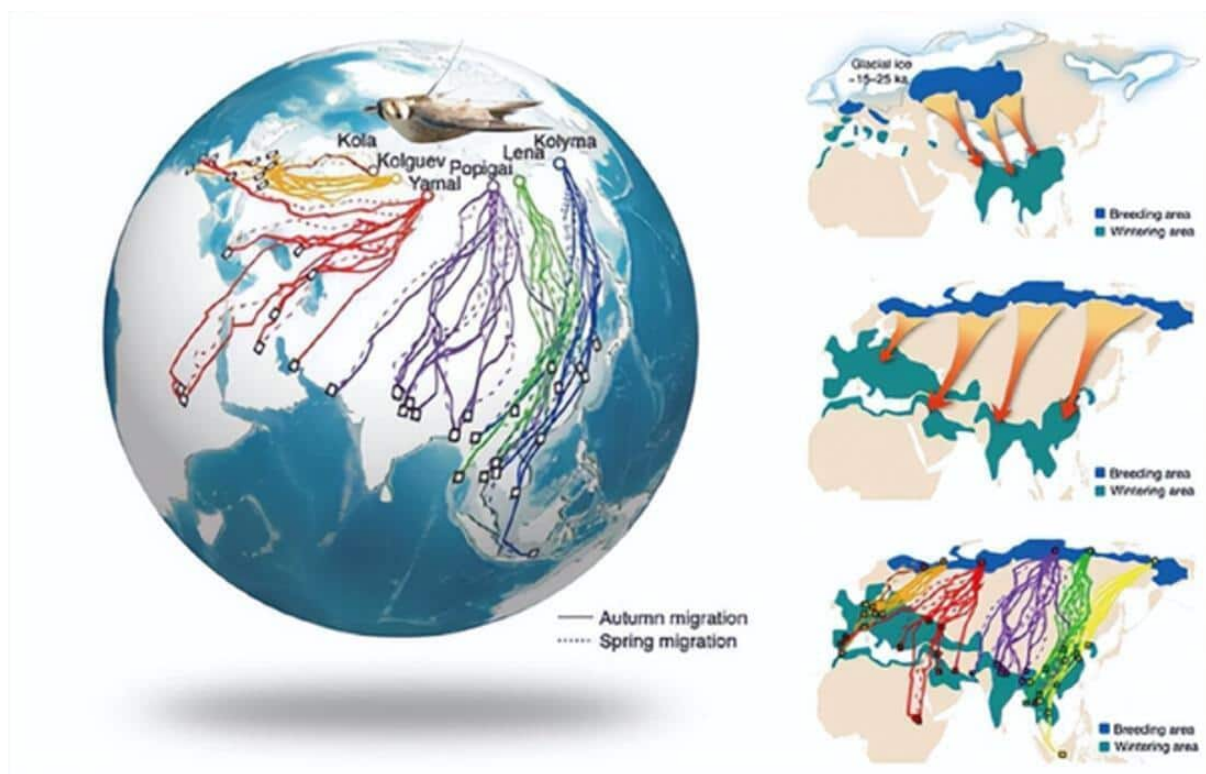 Kola
Kolguev
Yamal
Popigai
Lena
Kolyma
Autumn migration
Spring migration
Glacial ice
~15–25 ka
Breeding area
Wintering area
Breeding area
Wintering area
Breeding area
Wintering area